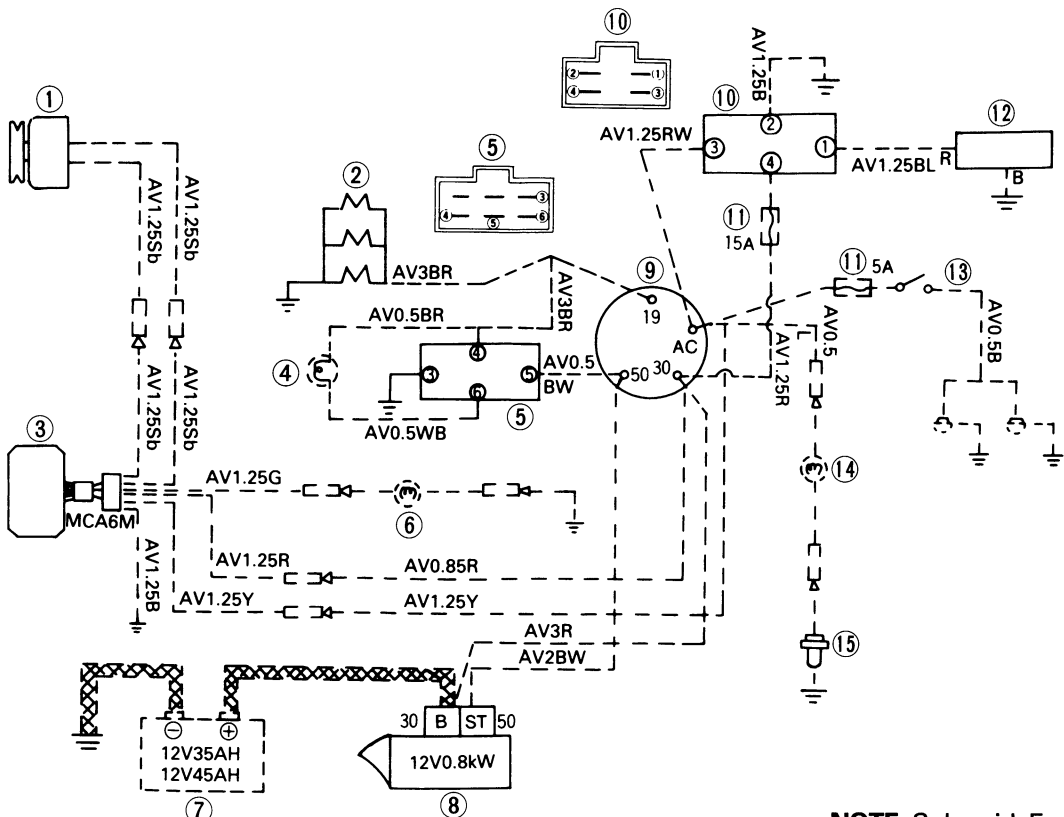 ⑩
② ①
④ ③
①
AV1.25B
⑩
②
③ ①
④
AV1.25RW
AV1.25BL
R
⑫
B
⑤
③
④ ⑤ ⑥
②
⑪
15A
AV1.25Sb
AV1.25Sb
AV3BR
AV3BR
⑨
19
AC
50
30
⑪
5A
⑬
AV0.5BR
④
④
③ ⑤
⑥
AV0.5
BW
⑤
AV0.5WB
AV1.25R
AV0.5
AV0.5B
AV1.25Sb
AV1.25Sb
③
MCA6M
AV1.25G
⑥
⑭
AV1.25R
AV0.85R
AV1.25B
AV1.25Y
AV1.25Y
AV3R
AV2BW
⑮
30 B ST 50
− +
12V35AH
12V45AH
12V0.8kW
⑦
⑧
NOTE